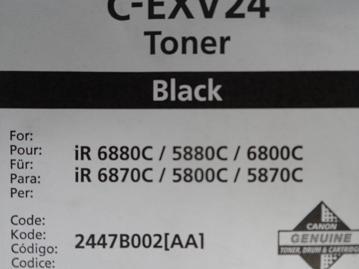 C-EXV24
Toner
Black
For:
Pour:
Für:
Para:
Per:
iR 6880C / 5880C / 6800C
iR 6870C / 5800C / 5870C
Code:
Kode:
Código:
Codice:
2447B002[AA]
CANON
GENUINE
TONER, DRUM & CARTRIDGE